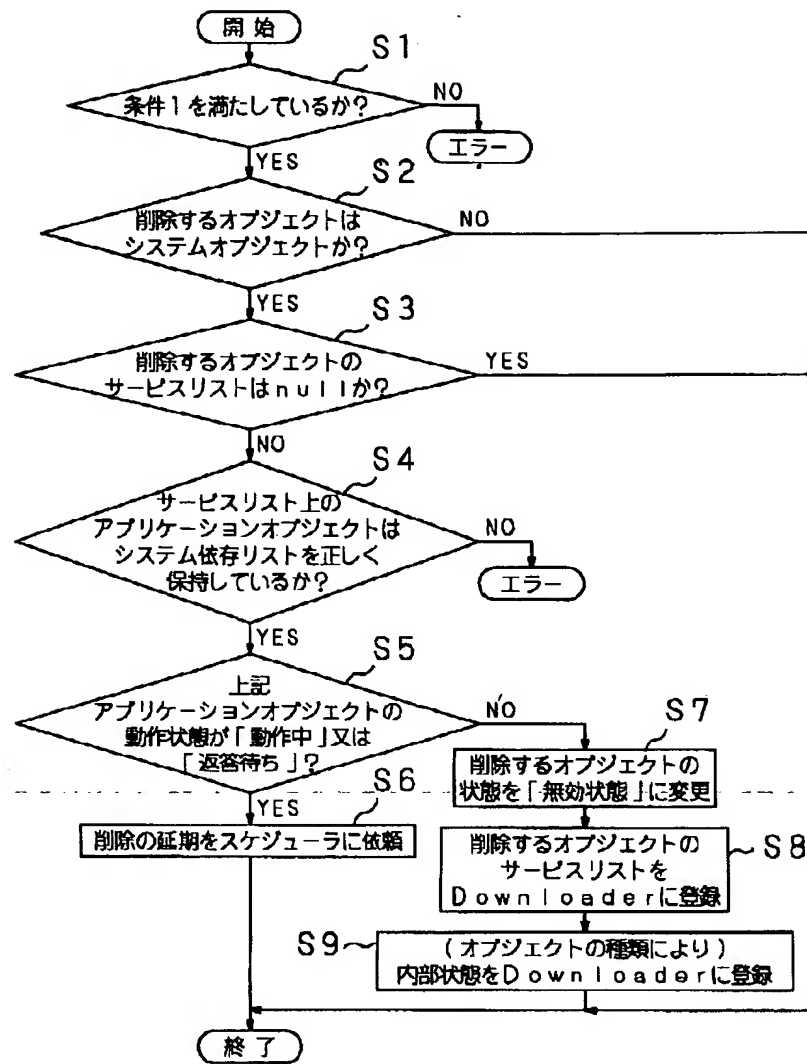 開始
S1
条件1を満たしているか?
NO
エラー
YES
S2
削除するオブジェクトは
システムオブジェクトか?
NO
YES
S3
削除するオブジェクトの
サービスリストはnullか?
YES
NO
S4
サービスリスト上の
アプリケーションオブジェクトは
システム依存リストを正しく
保持しているか?
NO
エラー
YES
S5
上記
アプリケーションオブジェクトの
動作状態が「動作中」又は
「返答待ち」?
NO
S7
削除するオブジェクトの
状態を「無効状態」に変更
YES
S6
削除の延期をスケジューラに依頼
削除するオブジェクトの
サービスリストを
Downloaderに登録
S8
S9
(オブジェクトの種類により)
内部状態をDownloaderに登録
終了